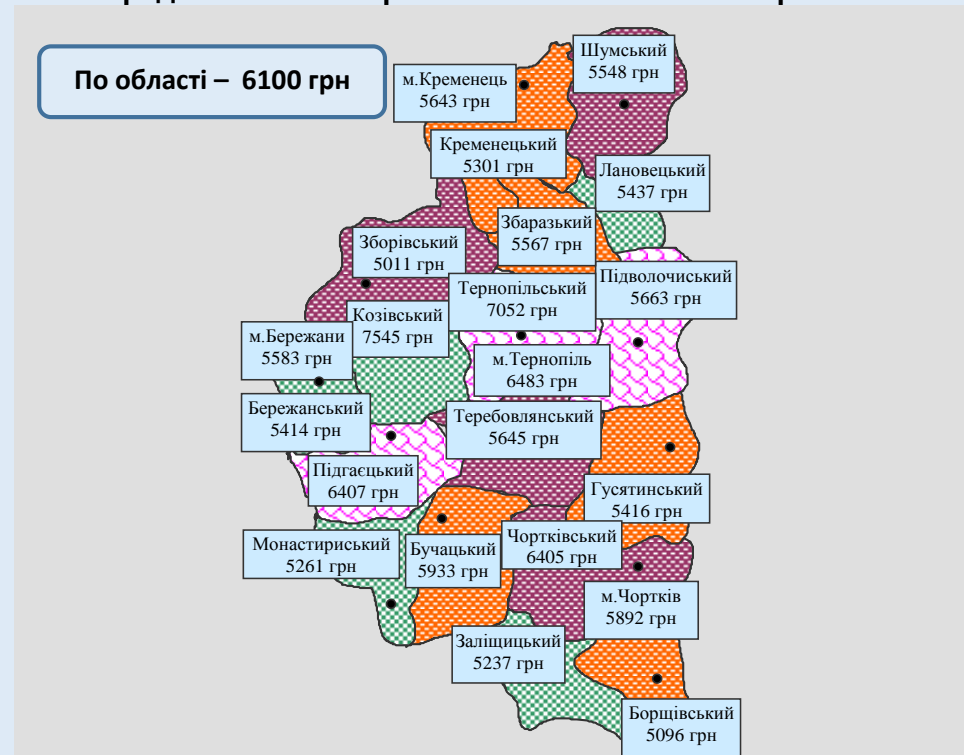 По області – 6100 грн
Шумський
5548 грн
м.Кременець
5643 грн
Кременецький
5301 грн
Лановецький
5437 грн
Збаразький
5567 грн
Зборівський
5011 грн
Підволочиський
5663 грн
Тернопільський
7052 грн
Козівський
7545 грн
м.Бережани
5583 грн
м.Тернопіль
6483 грн
Бережанський
5414 грн
Теребовлянський
5645 грн
Підгаєцький
6407 грн
Гусятинський
5416 грн
Чортківський
6405 грн
Монастириський
5261 грн
Бучацький
5933 грн
м.Чортків
5892 грн
Заліщицький
5237 грн
Борщівський
5096 грн